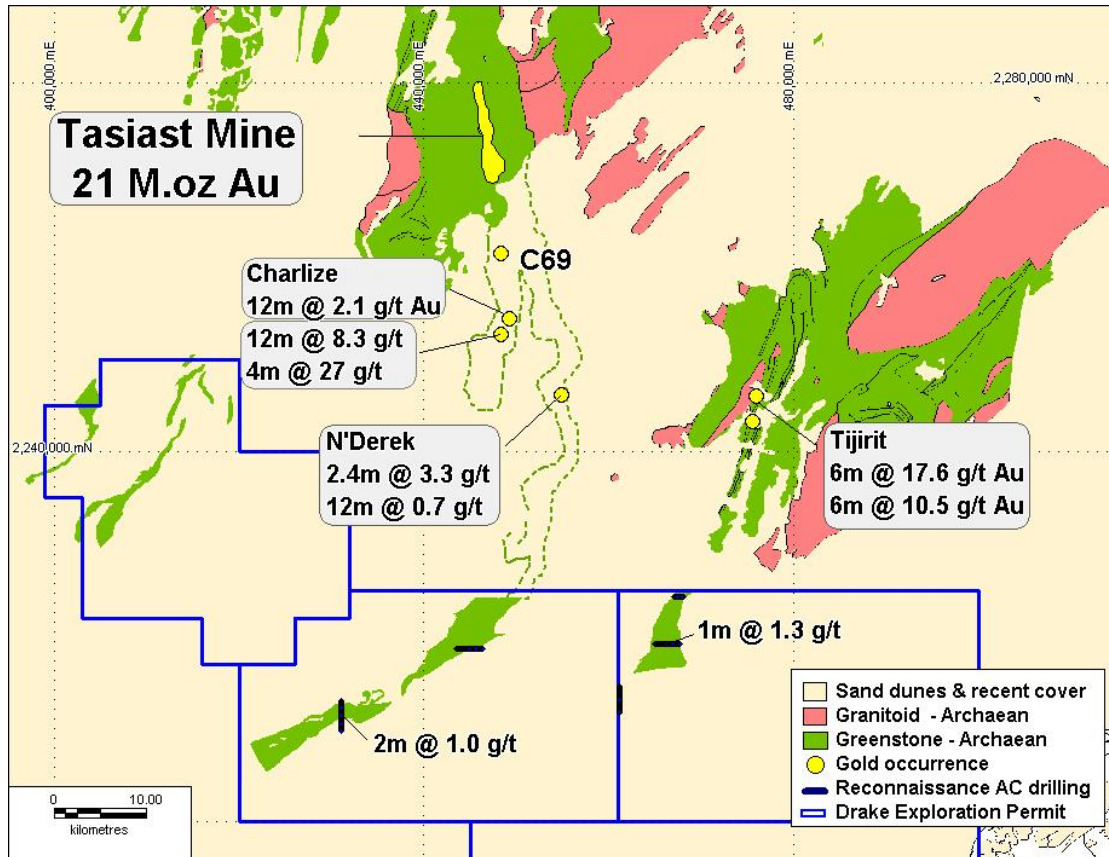 400,000 mE
440,000 mE
480,000 mE
2,280,000 mN
Tasiast Mine
21 M.oz Au
C69
Charlize
12m @ 2.1 g/t Au
12m @ 8.3 g/t
4m @ 27 g/t
2,240,000 mN
N'Derek
2.4m @ 3.3 g/t
12m @ 0.7 g/t
Tijirit
6m @ 17.6 g/t Au
6m @ 10.5 g/t Au
1m @ 1.3 g/t
2m @ 1.0 g/t
Sand dunes & recent cover
Granitoid - Archaean
Greenstone - Archaean
Gold occurrence
Reconnaissance AC drilling
Drake Exploration Permit
0 10.00
kilometres